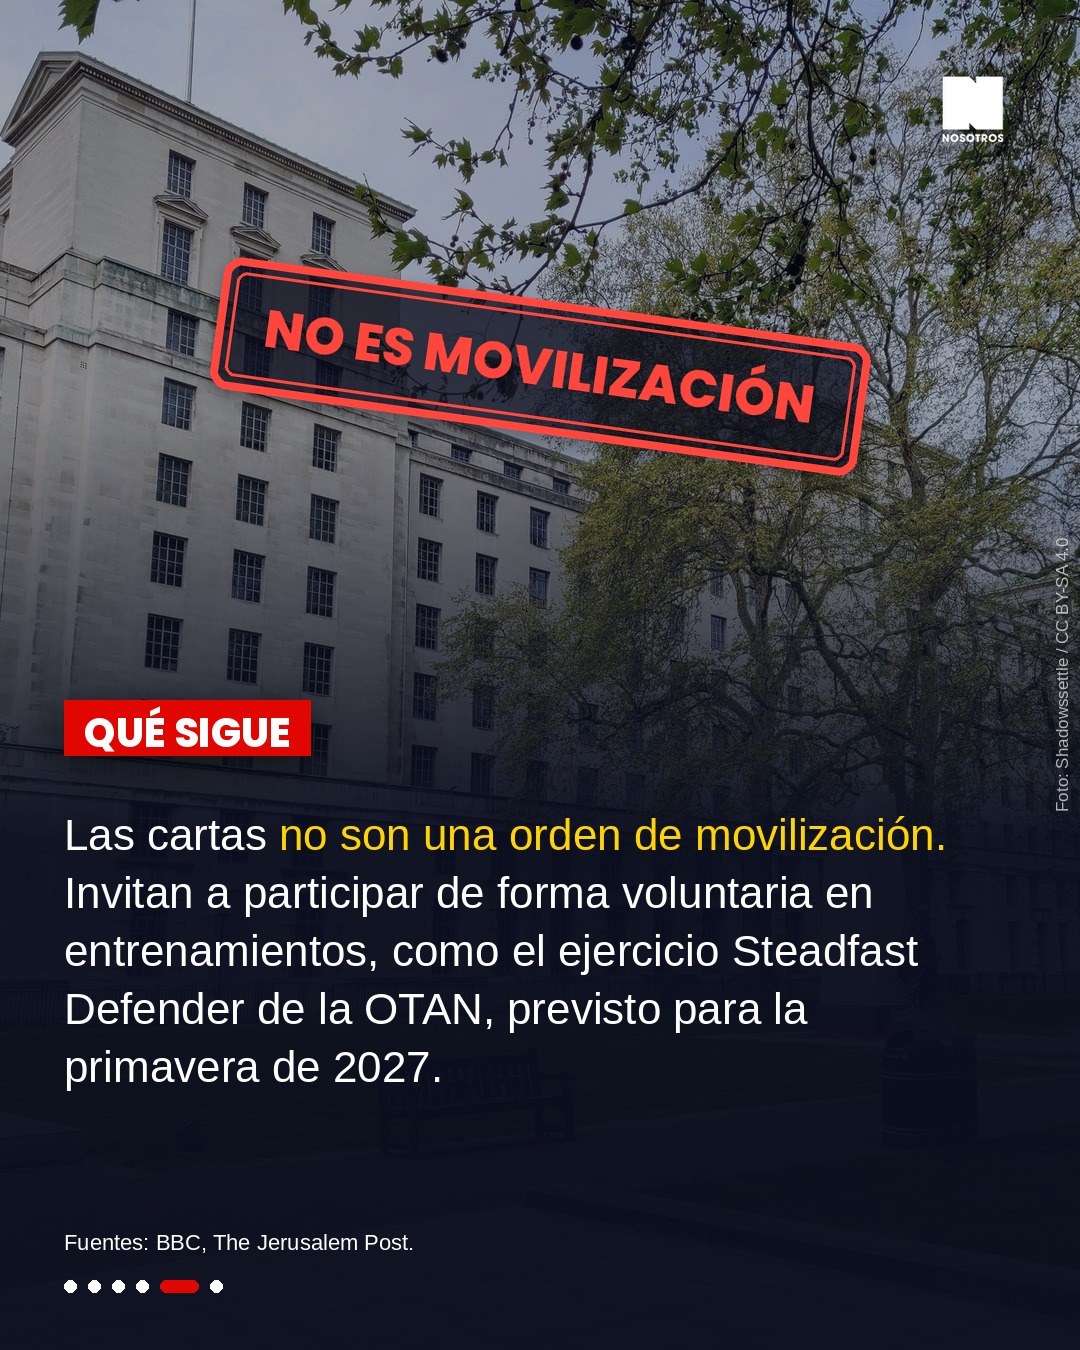 N
NOSOTROS
NO ES MOVILIZACIÓN
Foto: Shadowssettle / CC BY-SA 4.0
QUÉ SIGUE
Las cartas no son una orden de movilización.
Invitan a participar de forma voluntaria en
entrenamientos, como el ejercicio Steadfast
Defender de la OTAN, previsto para la
primavera de 2027.
Fuentes: BBC, The Jerusalem Post.